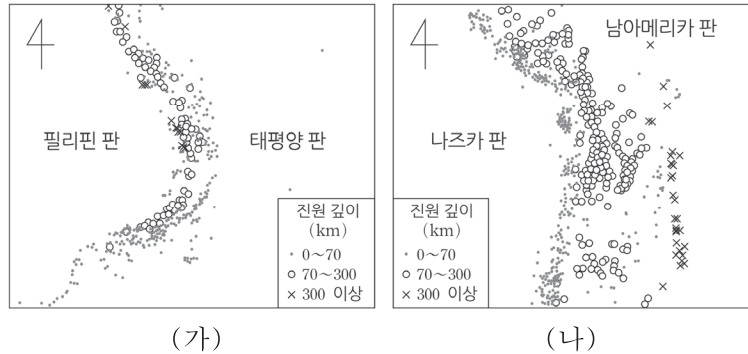 필리핀 판
태평양 판
진원 깊이
(km)
0～70
70～300
300 이상
(가)
남아메리카 판
나즈카 판
진원 깊이
(km)
0～70
70～300
300 이상
(나)